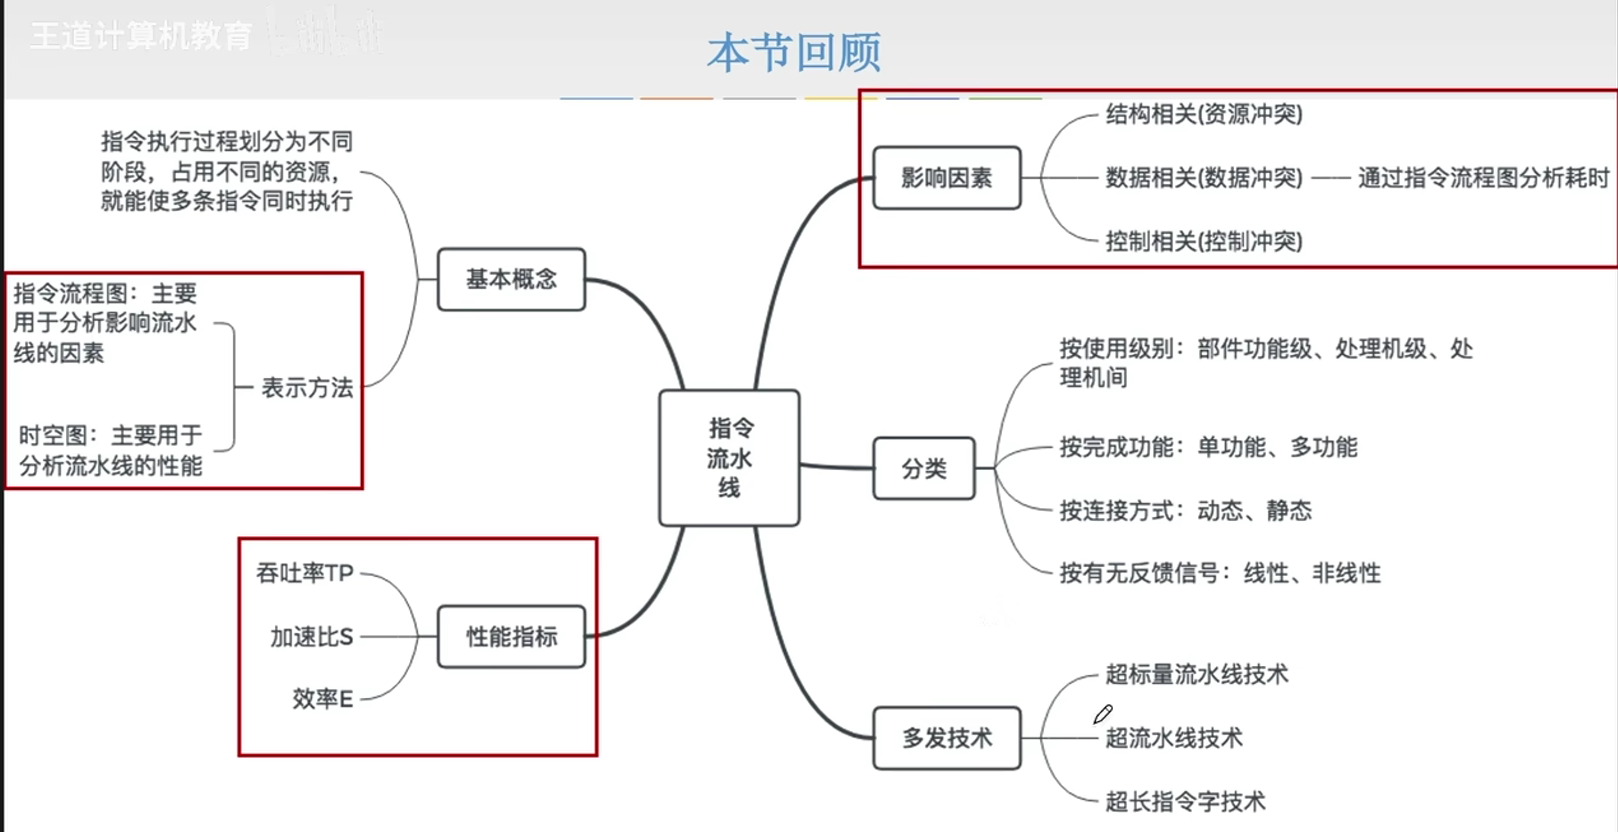 王道计算机教育
本节回顾
指令执行过程划分为不同
阶段，占用不同的资源，
就能使多条指令同时执行
基本概念
指令流程图：主要
用于分析影响流水
线的因素
表示方法
时空图：主要用于
分析流水线的性能
吞吐率TP
加速比S
效率E
性能指标
指令
流水
线
影响因素
结构相关(资源冲突)
数据相关(数据冲突)
通过指令流程图分析耗时
控制相关(控制冲突)
分类
按使用级别：部件功能级、处理机级、处
理机间
按完成功能：单功能、多功能
按连接方式：动态、静态
按有无反馈信号：线性、非线性
多发技术
超标量流水线技术
超流水线技术
超长指令字技术